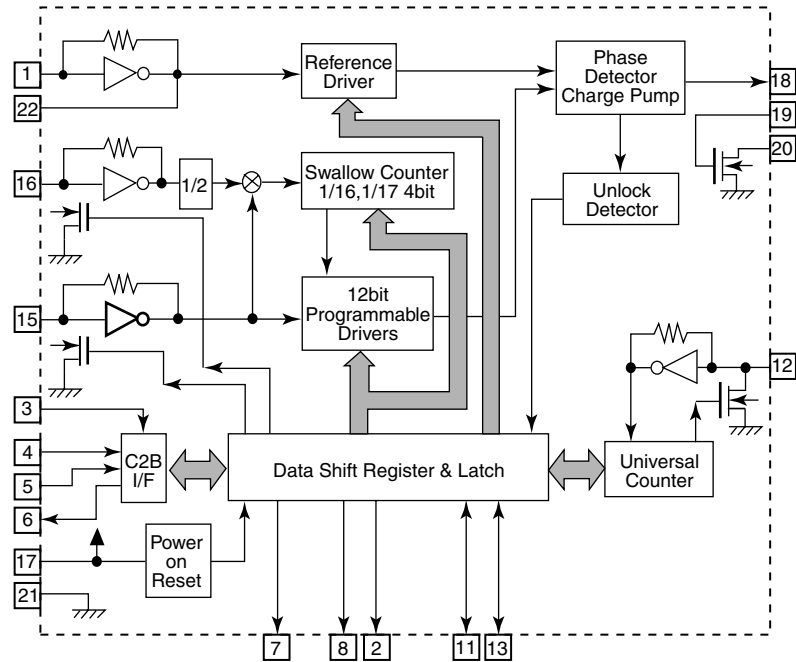 1
Reference
Driver
Phase
Detector
Charge Pump
18
22
19
20
16
1/2
Swallow Counter
1/16,1/17 4bit
Unlock
Detector
15
12bit
Programmable
Drivers
12
3
4
C2B
I/F
Data Shift Register & Latch
Universal
Counter
5
6
17
Power
on
Reset
21
7
8
2
11
13